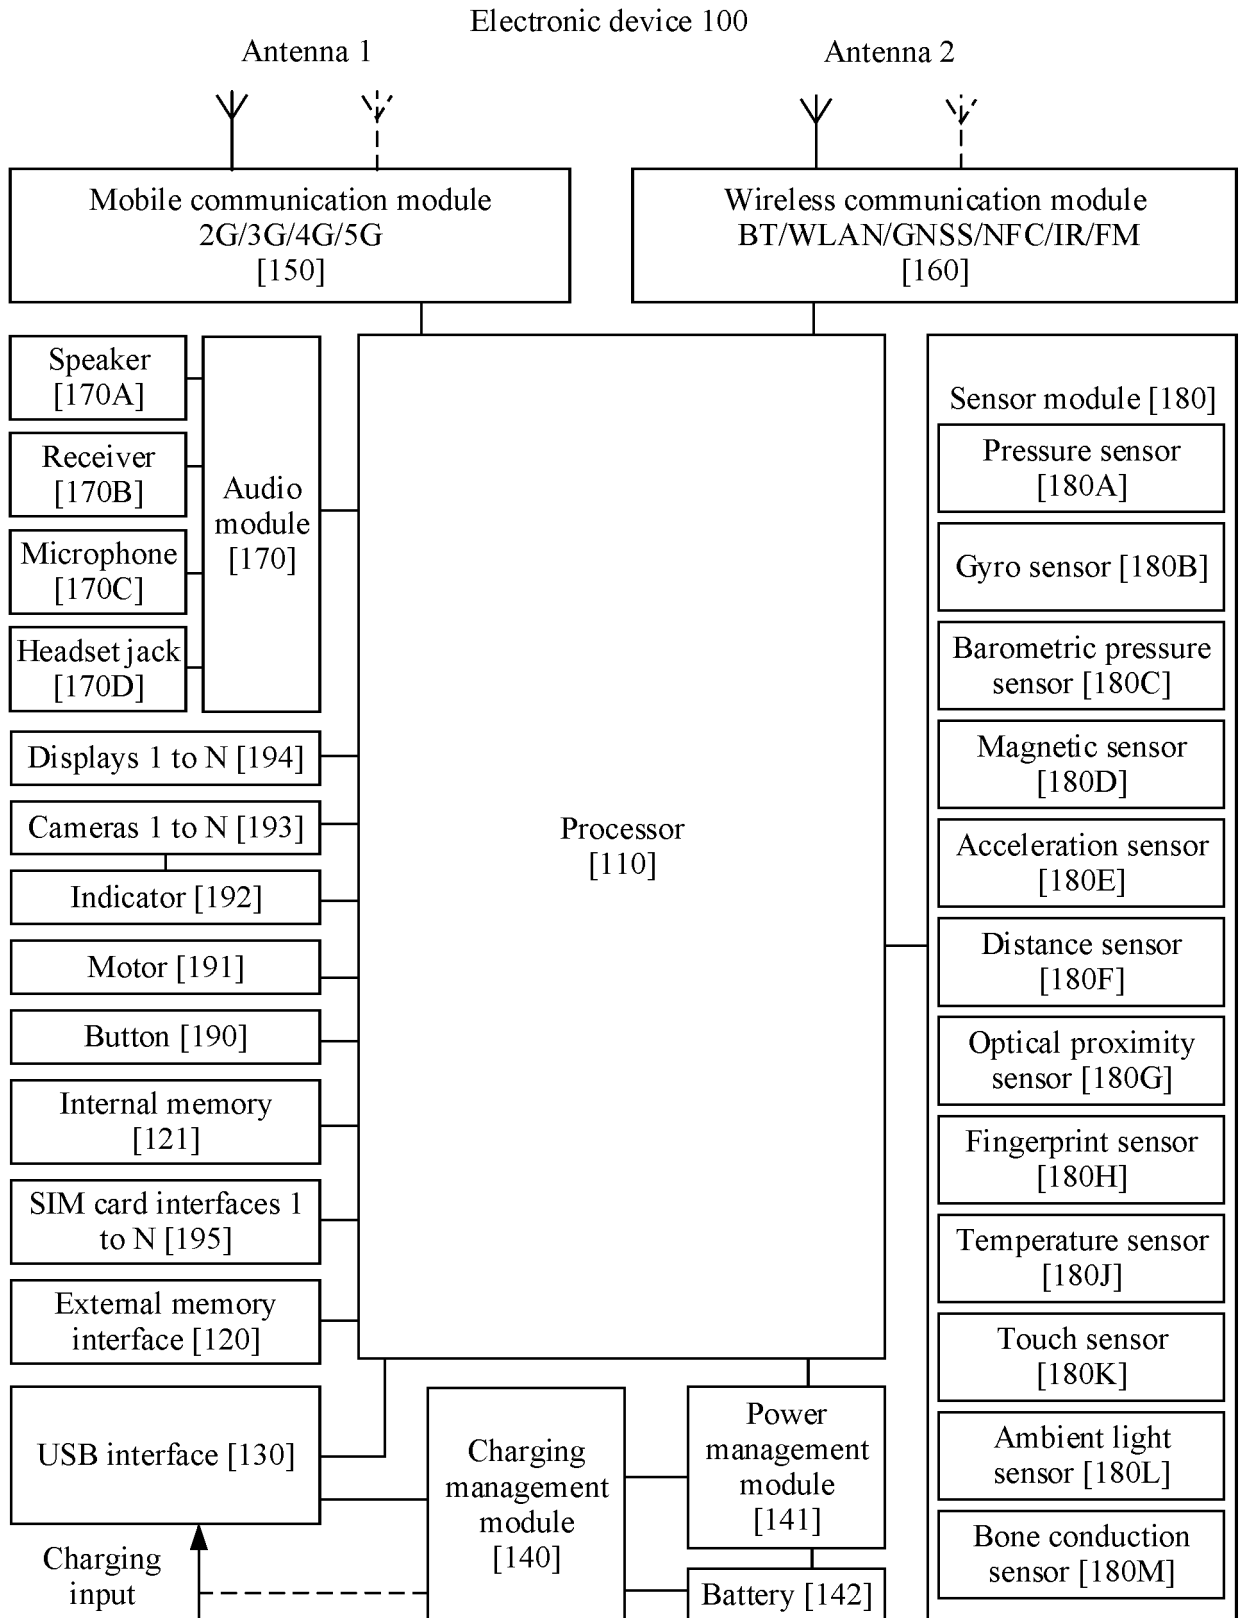 Electronic device 100
Antenna 1
Antenna 2
Mobile communication module
2G/3G/4G/5G
[150]
Wireless communication module
BT/WLAN/GNSS/NFC/IR/FM
[160]
Speaker
[170A]
Receiver
[170B]
Microphone
[170C]
Headset jack
[170D]
Audio
module
[170]
Displays 1 to N [194]
Cameras 1 to N [193]
Indicator [192]
Motor [191]
Button [190]
Internal memory
[121]
SIM card interfaces 1
to N [195]
External memory
interface [120]
USB interface [130]
Charging
input
Processor
[110]
Charging
management
module
[140]
Power
management
module
[141]
Battery [142]
Sensor module [180]
Pressure sensor
[180A]
Gyro sensor [180B]
Barometric pressure
sensor [180C]
Magnetic sensor
[180D]
Acceleration sensor
[180E]
Distance sensor
[180F]
Optical proximity
sensor [180G]
Fingerprint sensor
[180H]
Temperature sensor
[180J]
Touch sensor
[180K]
Ambient light
sensor [180L]
Bone conduction
sensor [180M]